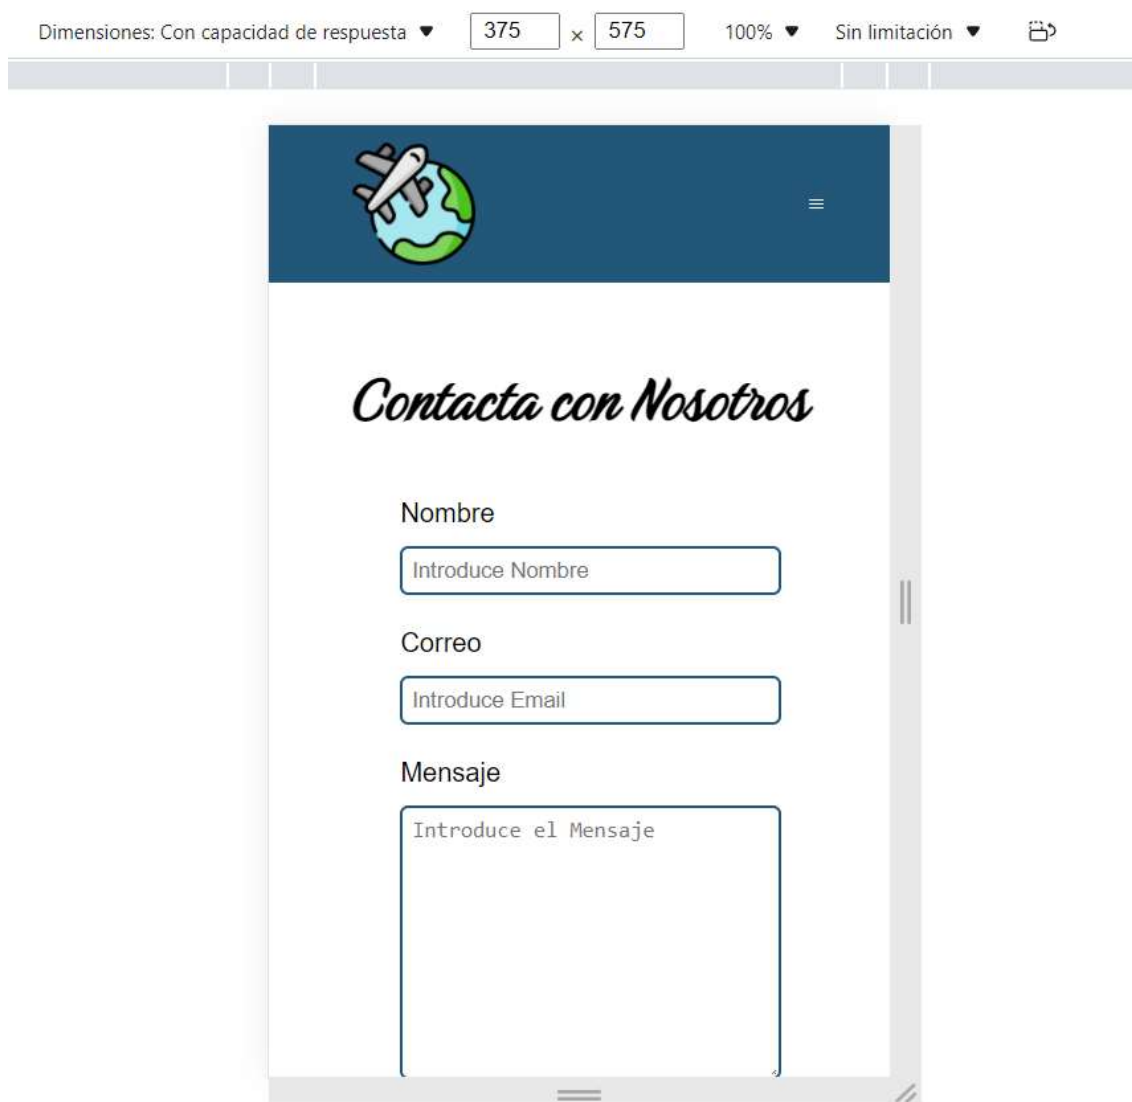 Dimensiones: Con capacidad de respuesta ▼ 375 × 575 100% ▼ Sin limitación ▼
Contacta con Nosotros
Nombre
Introduce Nombre
Correo
Introduce Email
Mensaje
Introduce el Mensaje